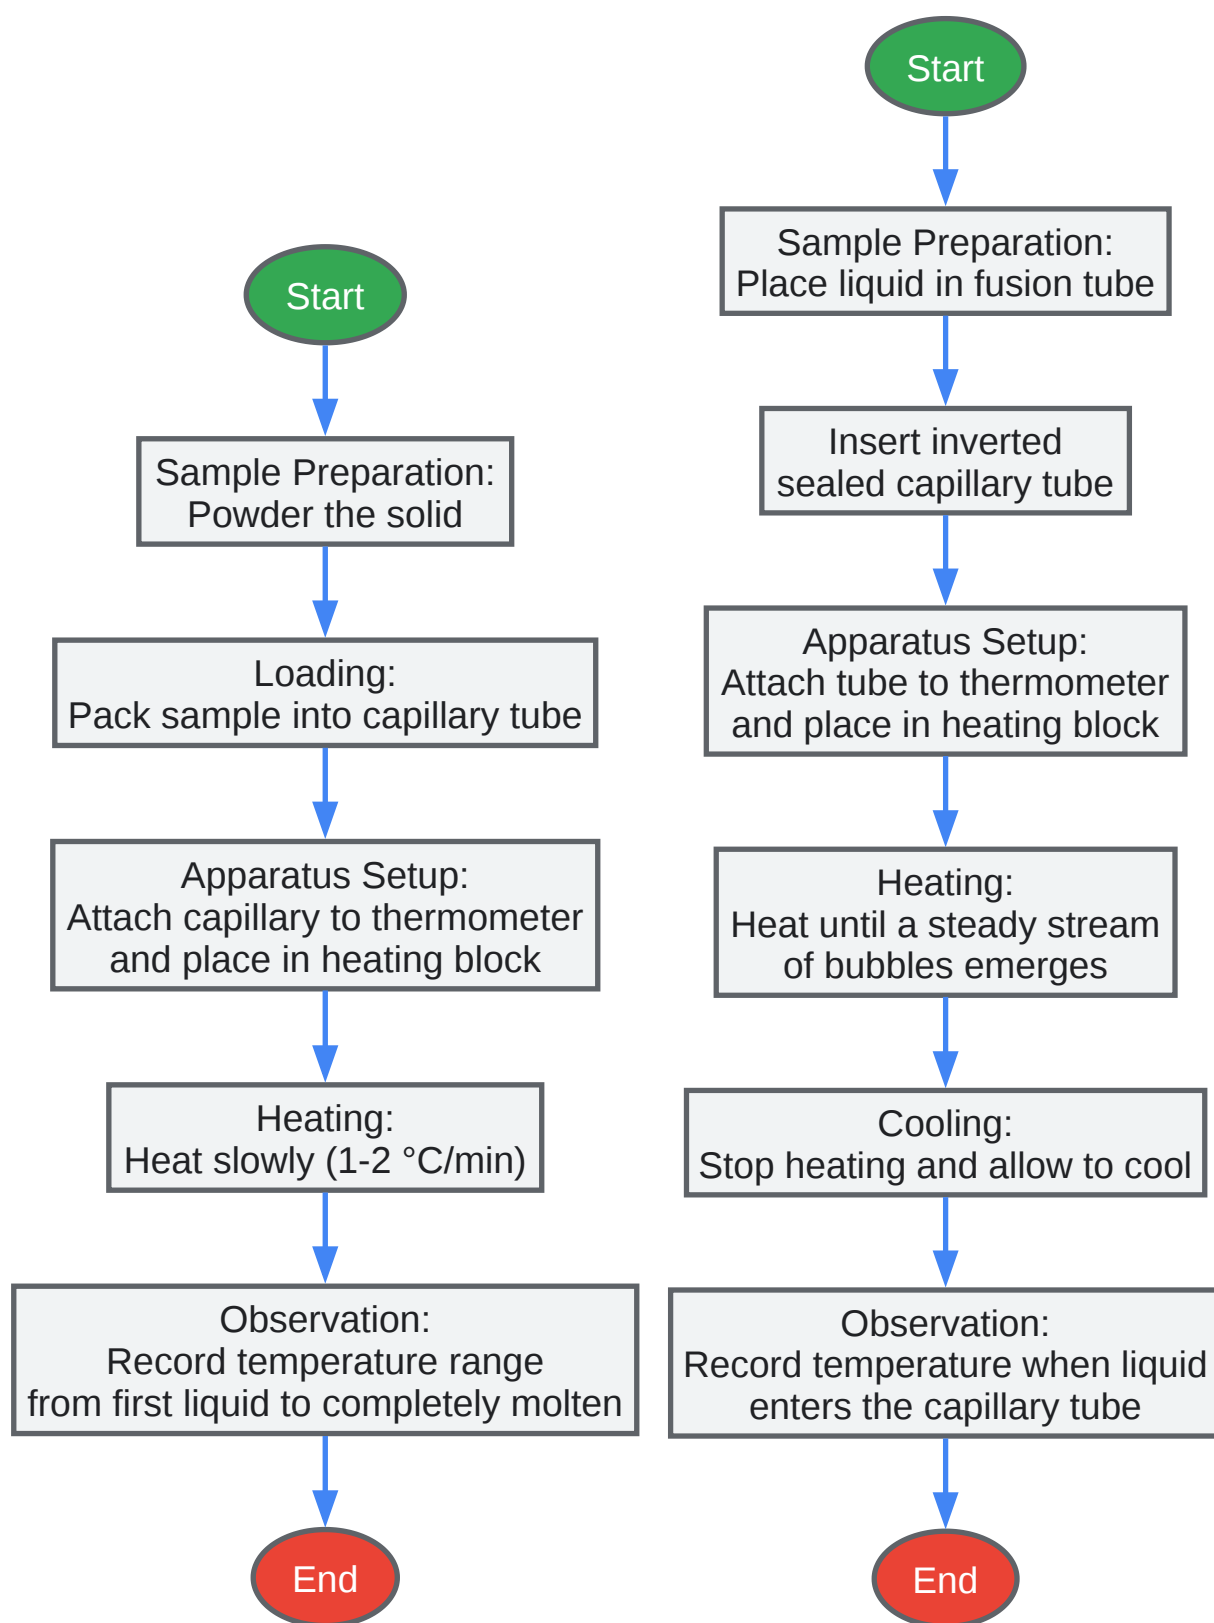 Start
Sample Preparation:
Powder the solid
Loading:
Pack sample into capillary tube
Apparatus Setup:
Attach capillary to thermometer
and place in heating block
Heating:
Heat slowly (1-2 °C/min)
Observation:
Record temperature range
from first liquid to completely molten
End
Start
Sample Preparation:
Place liquid in fusion tube
Insert inverted
sealed capillary tube
Apparatus Setup:
Attach tube to thermometer
and place in heating block
Heating:
Heat until a steady stream
of bubbles emerges
Cooling:
Stop heating and allow to cool
Observation:
Record temperature when liquid
enters the capillary tube
End